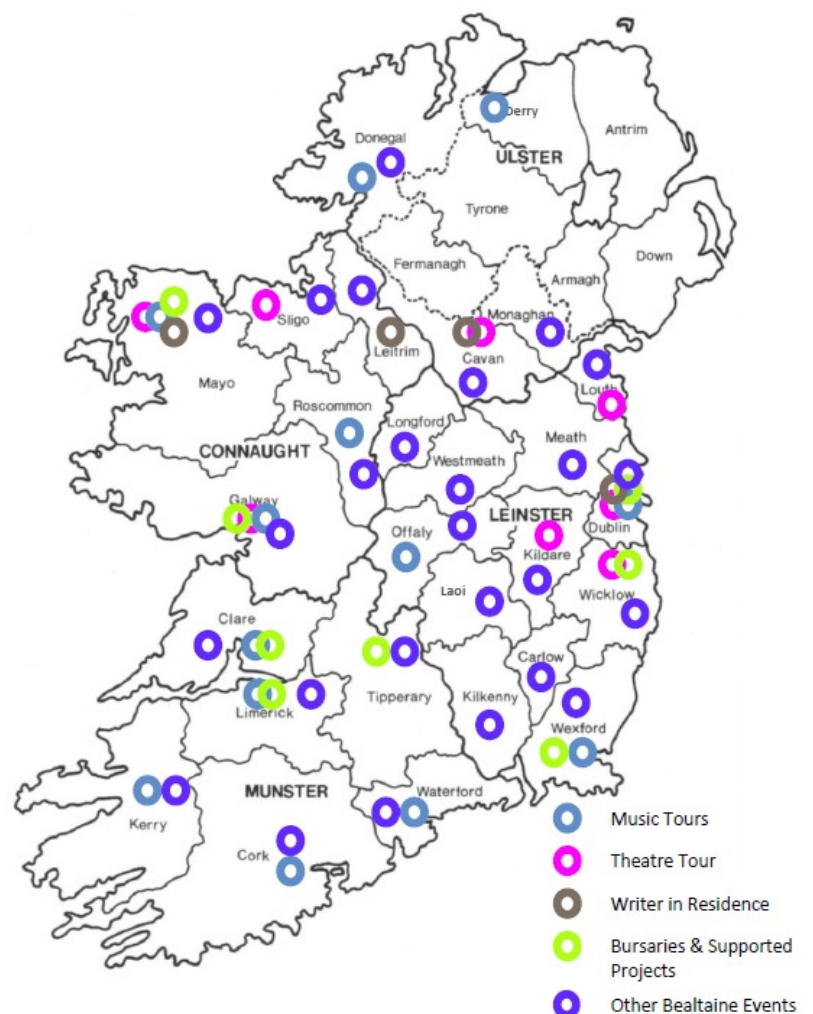 Derry
Antrim
Donegal
ULSTER
Tyrone
Down
Fermanagh
Armagh
Monaghan
Sligo
Leitrim
Cavan
Mayo
Louth
Roscommon
Longford
Meath
CONNAUGHT
Westmeath
Galway
LEINSTER
Dublin
Offaly
Kildare
Laoi
Wicklow
Clare
Carlow
Tipperary
Kilkenny
Limerick
Wexford
MUNSTER
Waterford
Kerry
Cork
Music Tours
Theatre Tour
Writer in Residence
Bursaries & Supported
Projects
Other Bealtaine Events